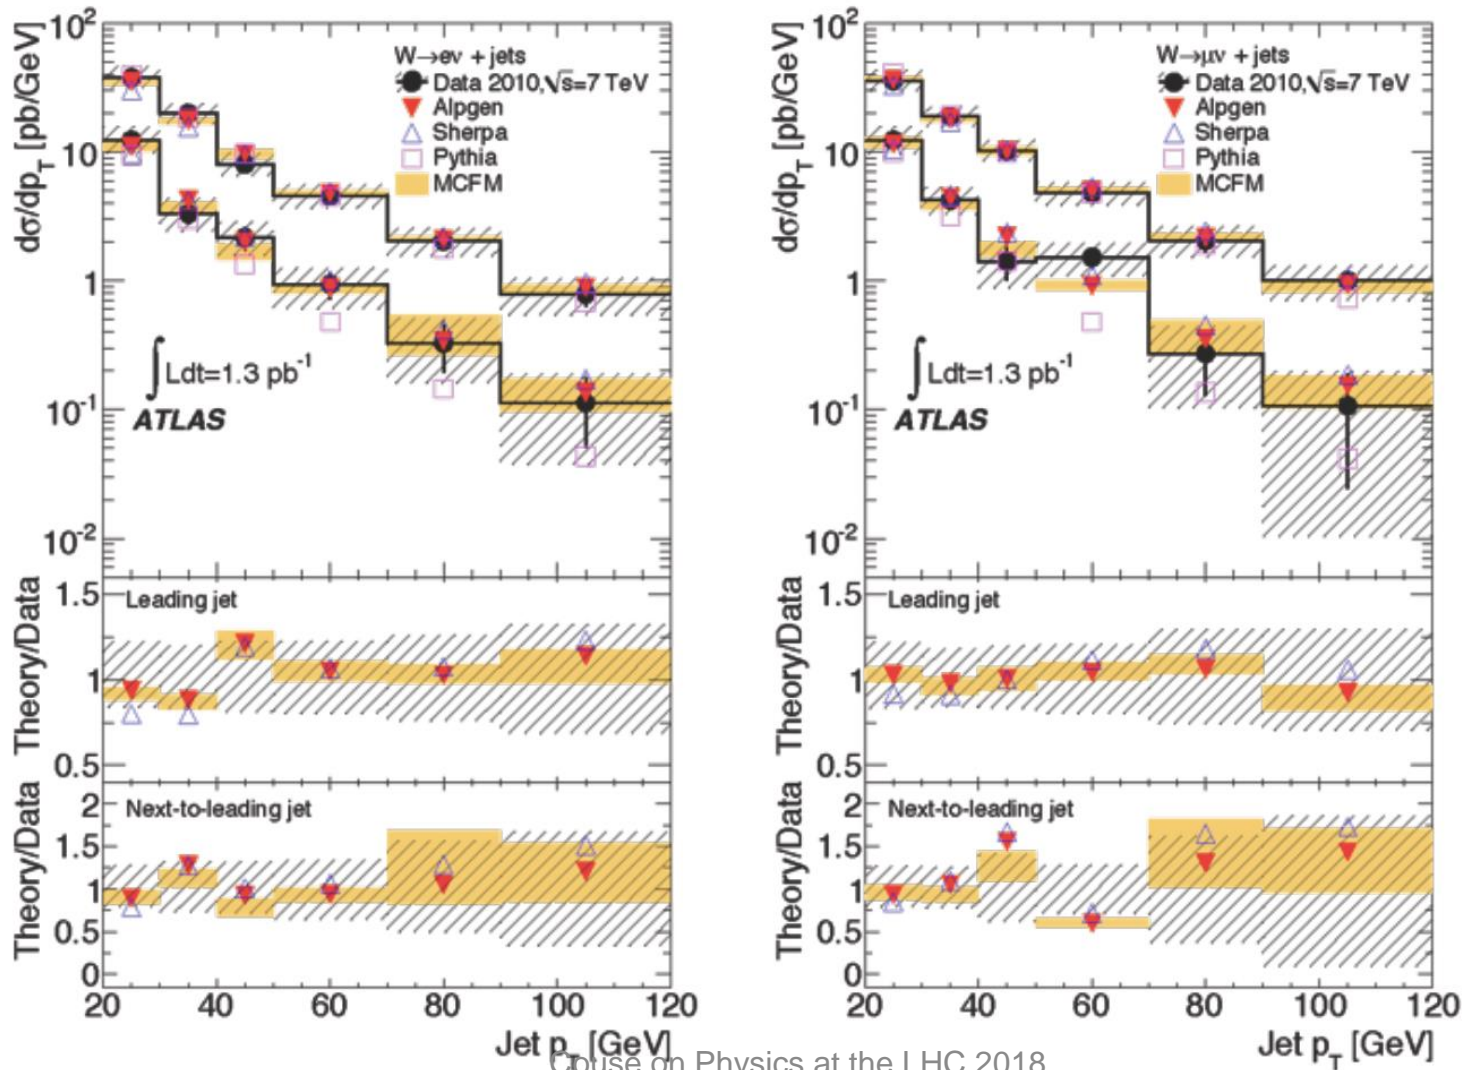 10² dσ/dp_T [pb/GeV]
W→eν + jets
Data 2010,√s=7 TeV
Alpgen
Sherpa
Pythia
MCFM
10
1
∫Ldt=1.3 pb⁻¹
10⁻¹
ATLAS
10⁻²
Theory/Data
1.5
Leading jet
1
0.5
Theory/Data
2
Next-to-leading jet
1.5
1
0.5
0
20 40 60 80 100 120
Jet p_T [GeV]
10² dσ/dp_T [pb/GeV]
W→μν + jets
Data 2010,√s=7 TeV
Alpgen
Sherpa
Pythia
MCFM
10
1
∫Ldt=1.3 pb⁻¹
10⁻¹
ATLAS
10⁻²
Theory/Data
1.5
Leading jet
1
0.5
Theory/Data
2
Next-to-leading jet
1.5
1
0.5
0
20 40 60 80 100 120
Jet p_T [GeV]
Couse on Physics at the LHC 2018